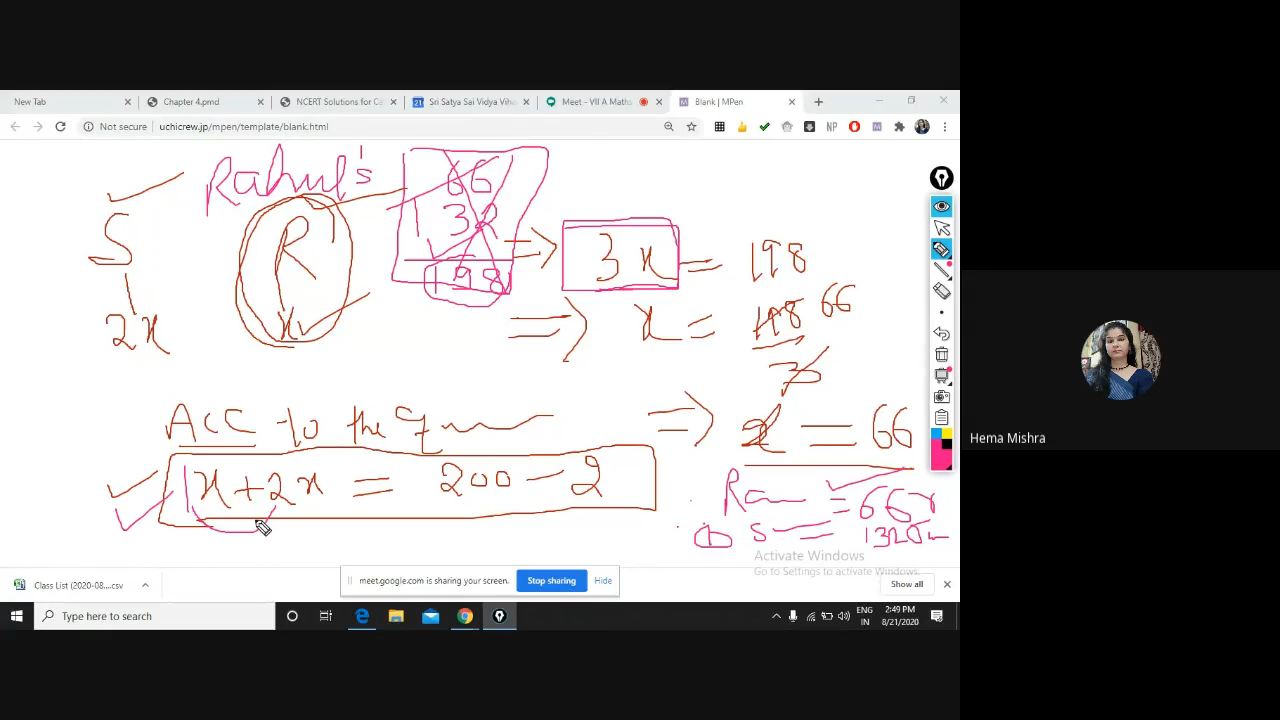 New Tab
Chapter 4.pmd
NCERT Solutions for Ca
21 Sri Satya Sai Vidya Viha
Meet - VII A Maths
Blank | MPen
Not secure | uchicrew.jp/mpen/template/blank.html
NP
Rahul's
66
132
198
S
R
2x
x
=> 3x = 198
=> x = 198 66
3
Acc to the q
=> x = 66
x + 2x = 200 - 2
= 66
S = 132
Activate Windows
Go to Settings to activate Windows.
Hema Mishra
Class List (2020-08....csv
meet.google.com is sharing your screen.
Stop sharing
Hide
Show all
Type here to search
ENG
IN
2:49 PM
8/21/2020